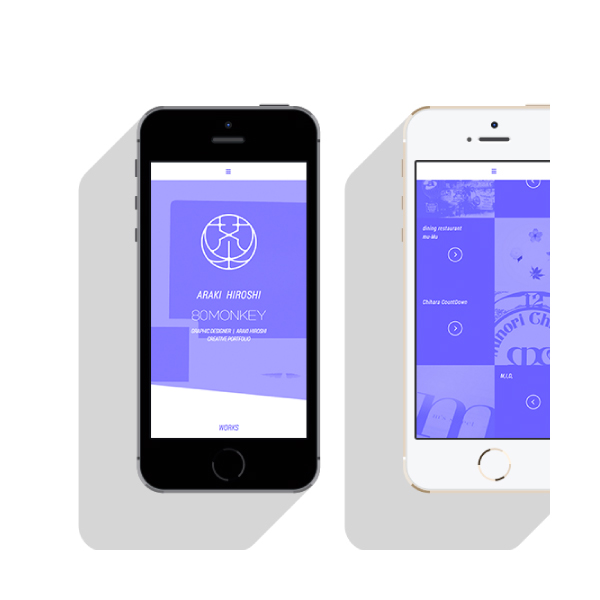 ARAKI HIROSHI
80MONKEY
GRAPHIC DESIGNER | ARAKI HIROSHI
CREATIVE PORTFOLIO
WORKS
dining restaurant
mu-Mu
Chihara CountDown
12
M.I.D.